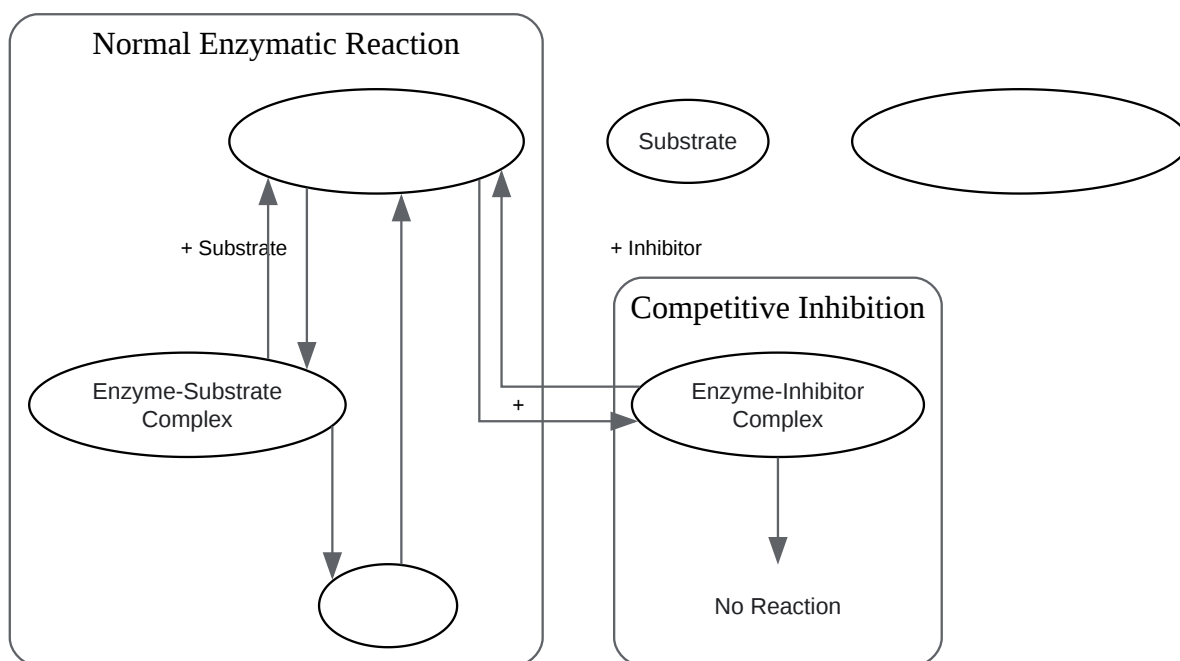 Normal Enzymatic Reaction
Substrate
+ Substrate
+ Inhibitor
Competitive Inhibition
Enzyme-Substrate
Complex
+
Enzyme-Inhibitor
Complex
No Reaction